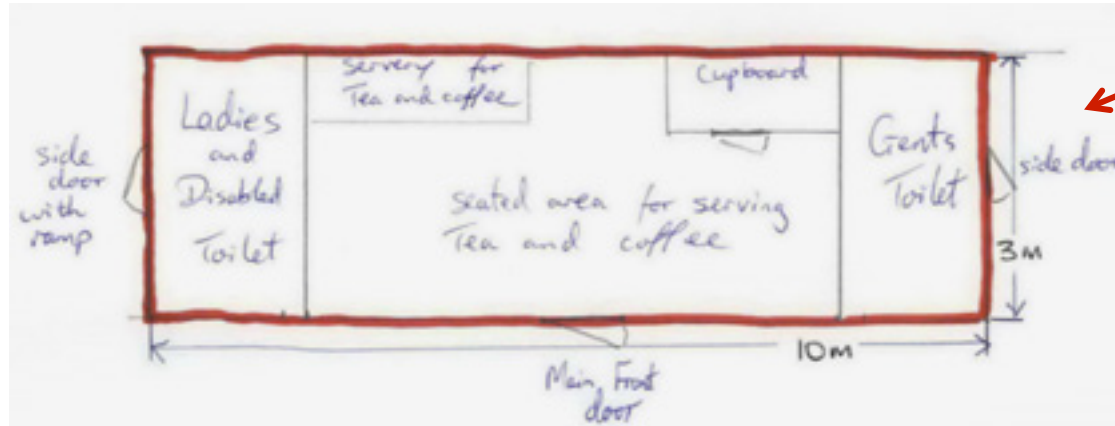 servery for
Tea and coffee
Cupboard
Ladies
and
Disabled
Toilet
Gents
Toilet
side
door
with
ramp
side door
seated area for serving
Tea and coffee
3m
10m
Main Front
door